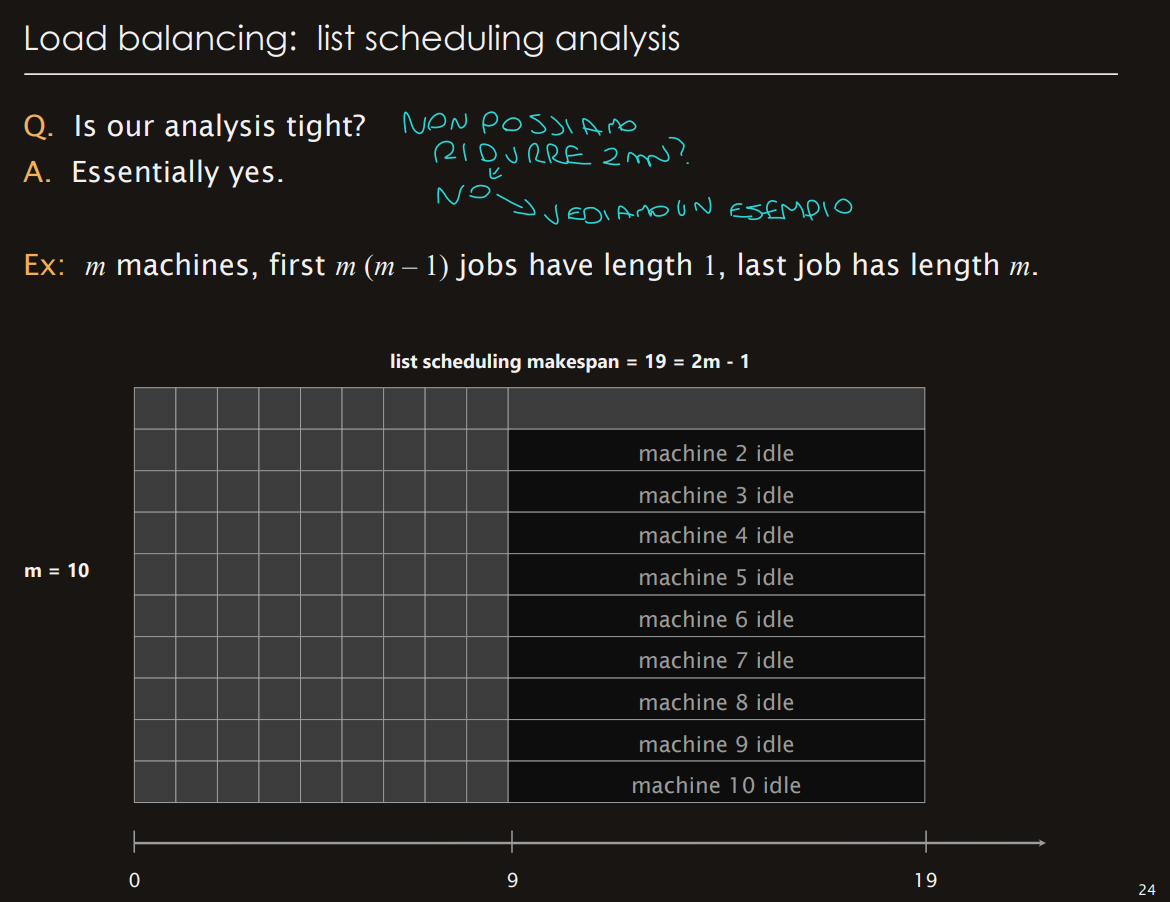 Load balancing: list scheduling analysis
Q. Is our analysis tight?
NON POSSIAMO
RIDURRE 2m?
A. Essentially yes.
NO → VEDIAMO UN ESEMPIO
Ex: m machines, first m (m – 1) jobs have length 1, last job has length m.
list scheduling makespan = 19 = 2m - 1
machine 2 idle
machine 3 idle
machine 4 idle
machine 5 idle
m = 10
machine 6 idle
machine 7 idle
machine 8 idle
machine 9 idle
machine 10 idle
0 9 19
24